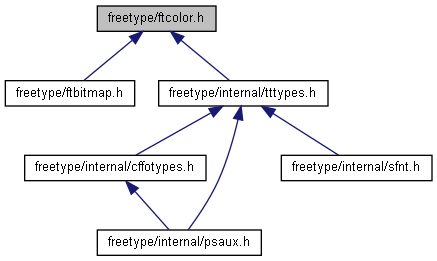 freetype/ftcolor.h
freetype/ftbitmap.h
freetype/internal/tttypes.h
freetype/internal/cffotypes.h
freetype/internal/sfnt.h
freetype/internal/psaux.h